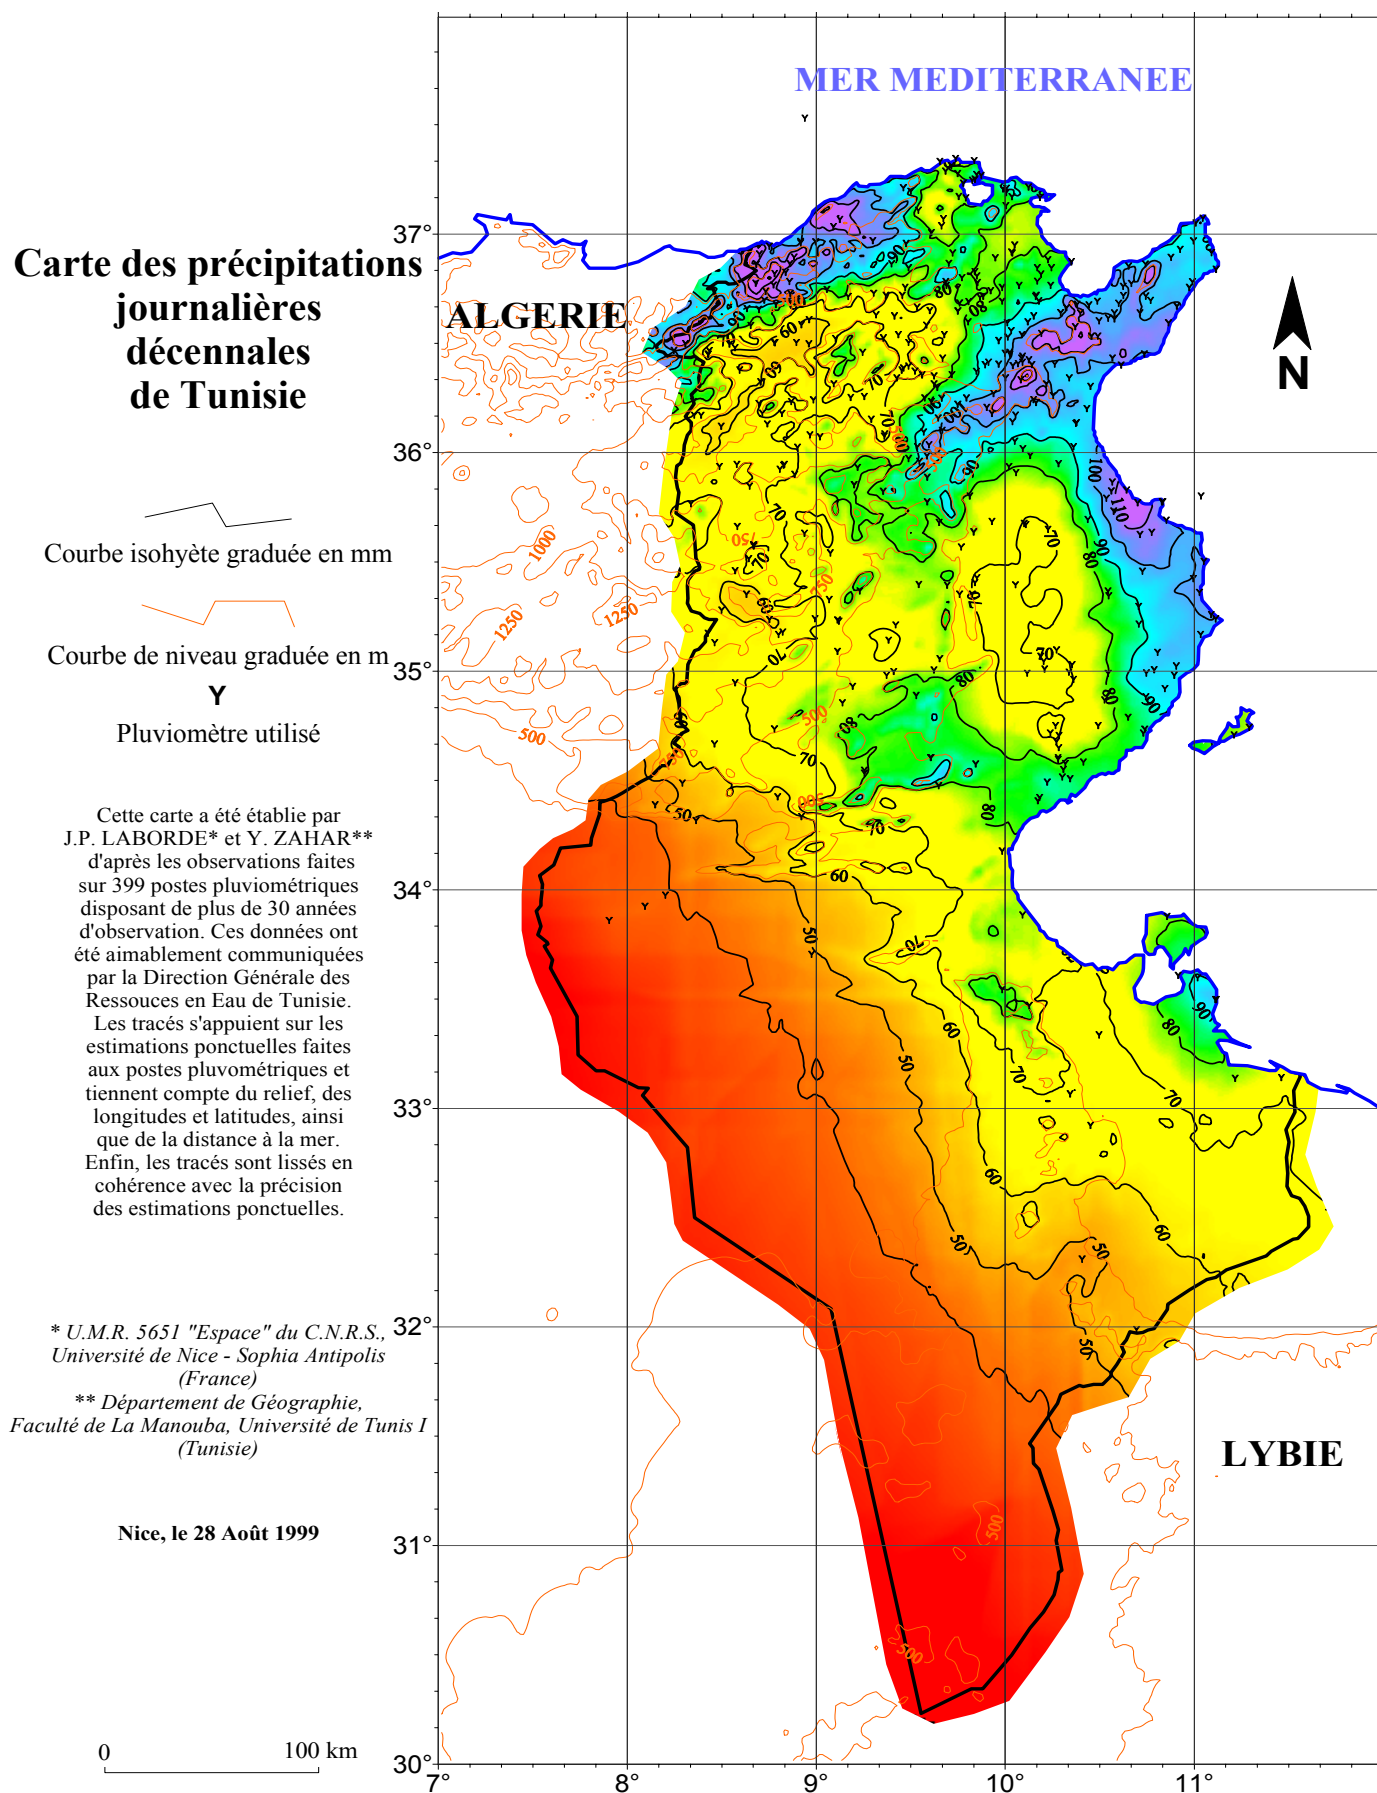 MER MEDITERRANEE
Carte des précipitations
journalières
décennales
de Tunisie
ALGERIE
N
Courbe isohyète graduée en mm
Courbe de niveau graduée en m
Y
Pluviomètre utilisé
Cette carte a été établie par
J.P. LABORDE* et Y. ZAHAR**
d'après les observations faites
sur 399 postes pluviométriques
disposant de plus de 30 années
d'observation. Ces données ont
été aimablement communiquées
par la Direction Générale des
Ressouces en Eau de Tunisie.
Les tracés s'appuient sur les
estimations ponctuelles faites
aux postes pluvométriques et
tiennent compte du relief, des
longitudes et latitudes, ainsi
que de la distance à la mer.
Enfin, les tracés sont lissés en
cohérence avec la précision
des estimations ponctuelles.
* U.M.R. 5651 "Espace" du C.N.R.S.,
Université de Nice - Sophia Antipolis
(France)
** Département de Géographie,
Faculté de La Manouba, Université de Tunis I
(Tunisie)
Nice, le 28 Août 1999
LYBIE
0 100 km
37°
36°
35°
34°
33°
32°
31°
30°
7° 8° 9° 10° 11°
1000
1250
1250
500
750
750
500
500
500
500
100
110
90
80
70
60
50